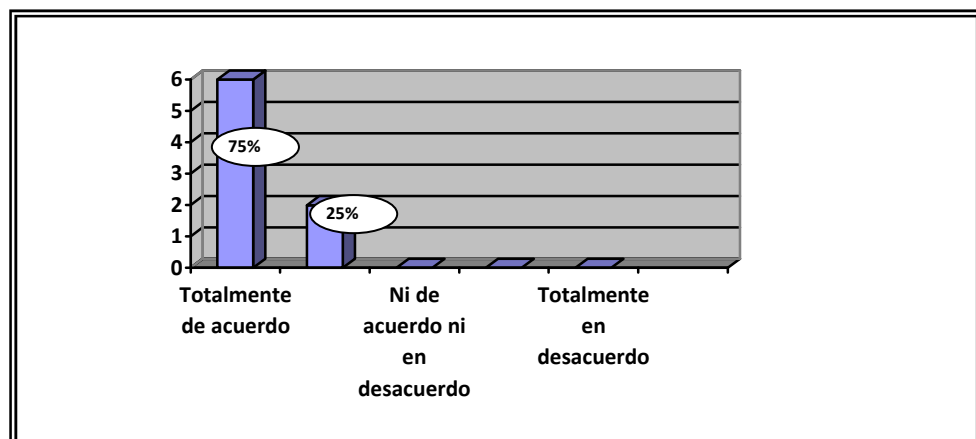 6
5
4
3
2
1
0
75%
25%
Totalmente
de acuerdo
Ni de
acuerdo ni
en
desacuerdo
Totalmente
en
desacuerdo